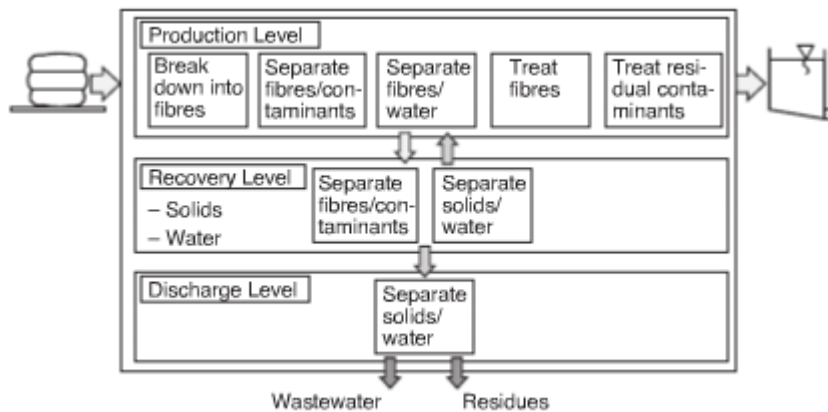 Production Level
Break
down into
fibres
Separate
fibres/con-
taminants
Separate
fibres/
water
Treat
fibres
Treat resi-
dual conta-
minants
Recovery Level
– Solids
– Water
Separate
fibres/con-
taminants
Separate
solids/
water
Discharge Level
Separate
solids/
water
Wastewater
Residues